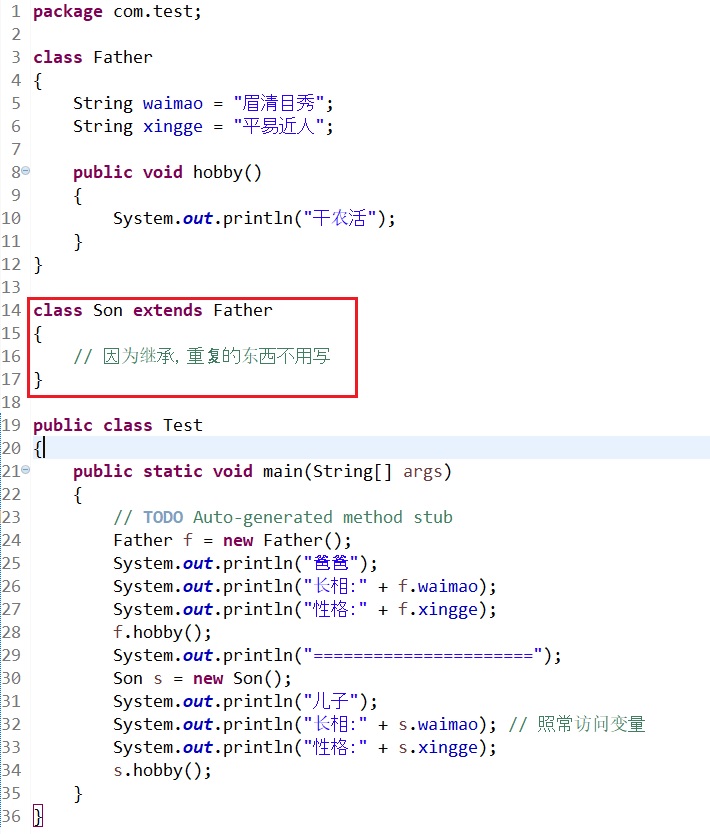 1 package com.test;
2
3 class Father
4 {
5     String waimao = "眉清目秀";
6     String xingge = "平易近人";
7
8     public void hobby()
9     {
10         System.out.println("干农活");
11     }
12 }
13
14 class Son extends Father
15 {
16     // 因为继承,重复的东西不用写
17 }
18
19 public class Test
20 {
21     public static void main(String[] args)
22     {
23         // TODO Auto-generated method stub
24         Father f = new Father();
25         System.out.println("爸爸");
26         System.out.println("长相:" + f.waimao);
27         System.out.println("性格:" + f.xingge);
28         f.hobby();
29         System.out.println("======================");
30         Son s = new Son();
31         System.out.println("儿子");
32         System.out.println("长相:" + s.waimao); // 照常访问变量
33         System.out.println("性格:" + s.xingge);
34         s.hobby();
35     }
36 }